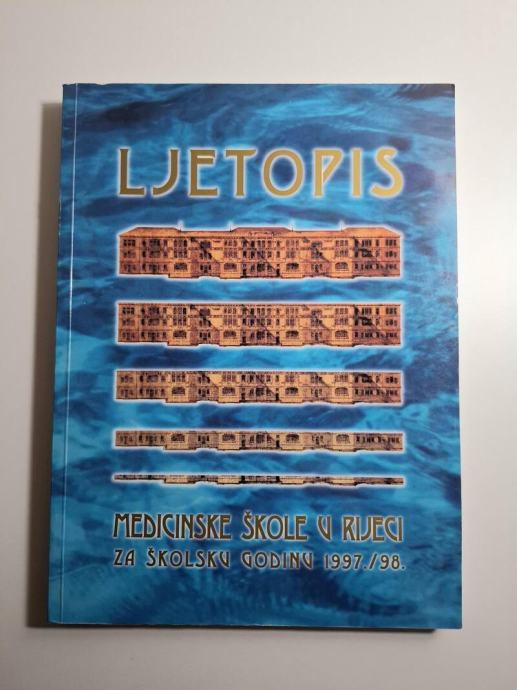 LJETOPIS
MEDICINSKE ŠKOLE U RIJECI
ZA ŠKOLSKU GODINU 1997./98.